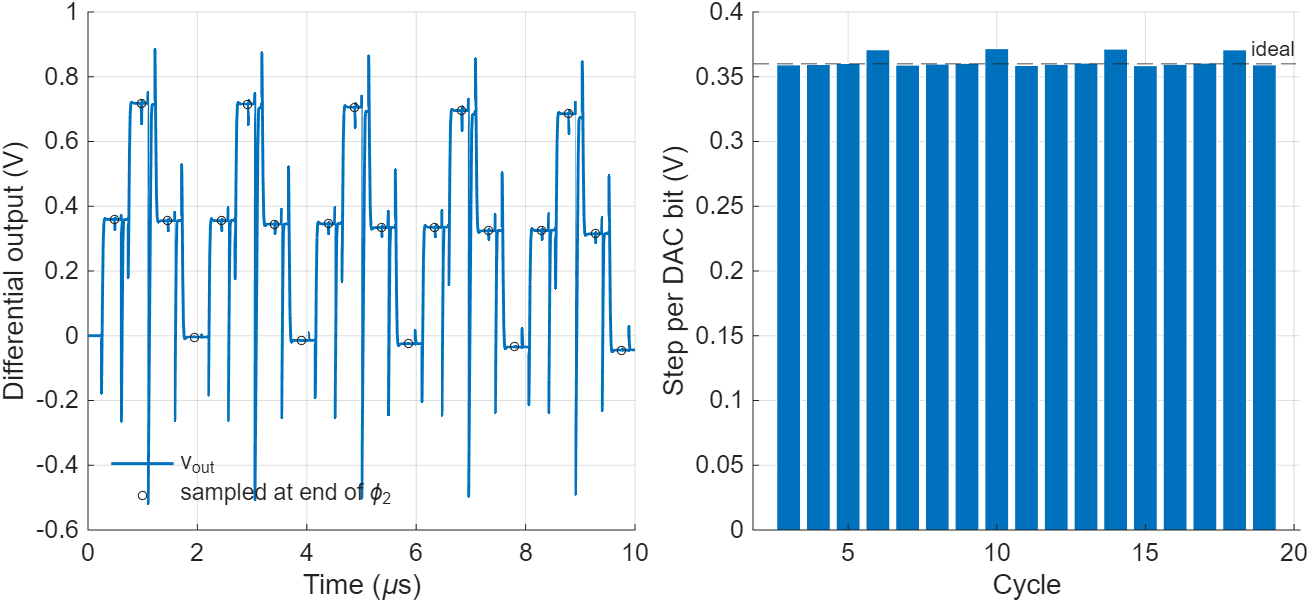 1
0.8
0.6
0.4
0.2
0
-0.2
-0.4
-0.6
Differential output (V)
v_out
sampled at end of ϕ₂
0 2 4 6 8 10
Time (μs)
0.4
0.35
0.3
0.25
0.2
0.15
0.1
0.05
0
Step per DAC bit (V)
ideal
5 10 15 20
Cycle